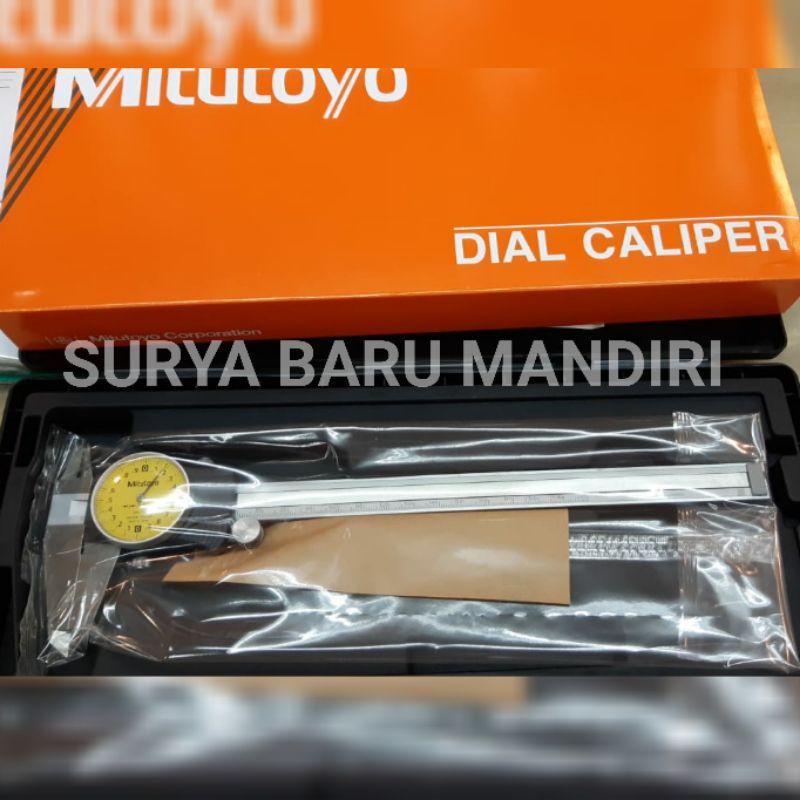 Mitutoyo
DIAL CALIPER
Mitutoyo Corporation
SURYA BARU MANDIRI
Mitutoyo